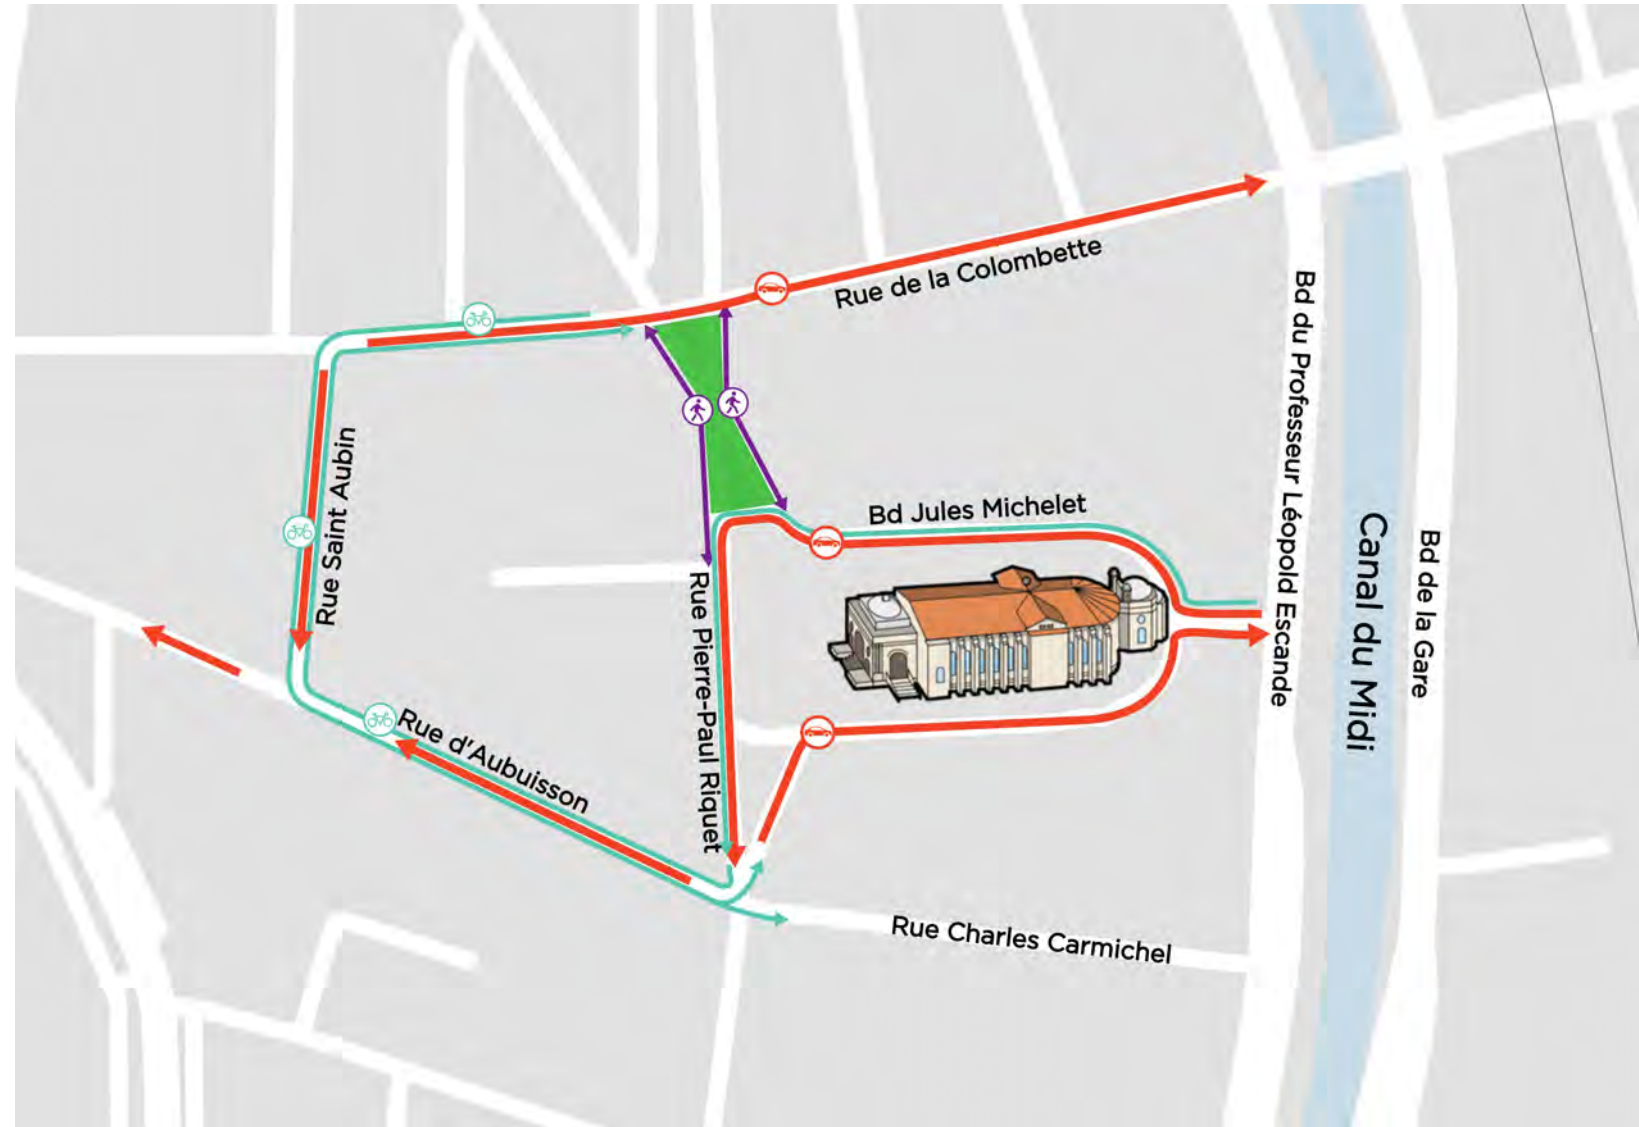 Rue de la Colombette
Bd du Professeur Léopold Escande
Rue Saint Aubin
Bd Jules Michelet
Canal du Midi
Bd de la Gare
Rue Pierre-Paul Riquet
Rue d'Aubuisson
Rue Charles Carmichel